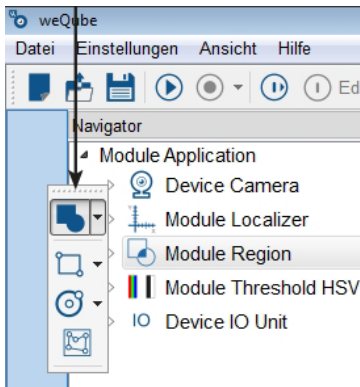 weQube
Datei Einstellungen Ansicht Hilfe
Ed
Navigator
Module Application
Device Camera
Module Localizer
Module Region
Module Threshold HSV
IO Device IO Unit